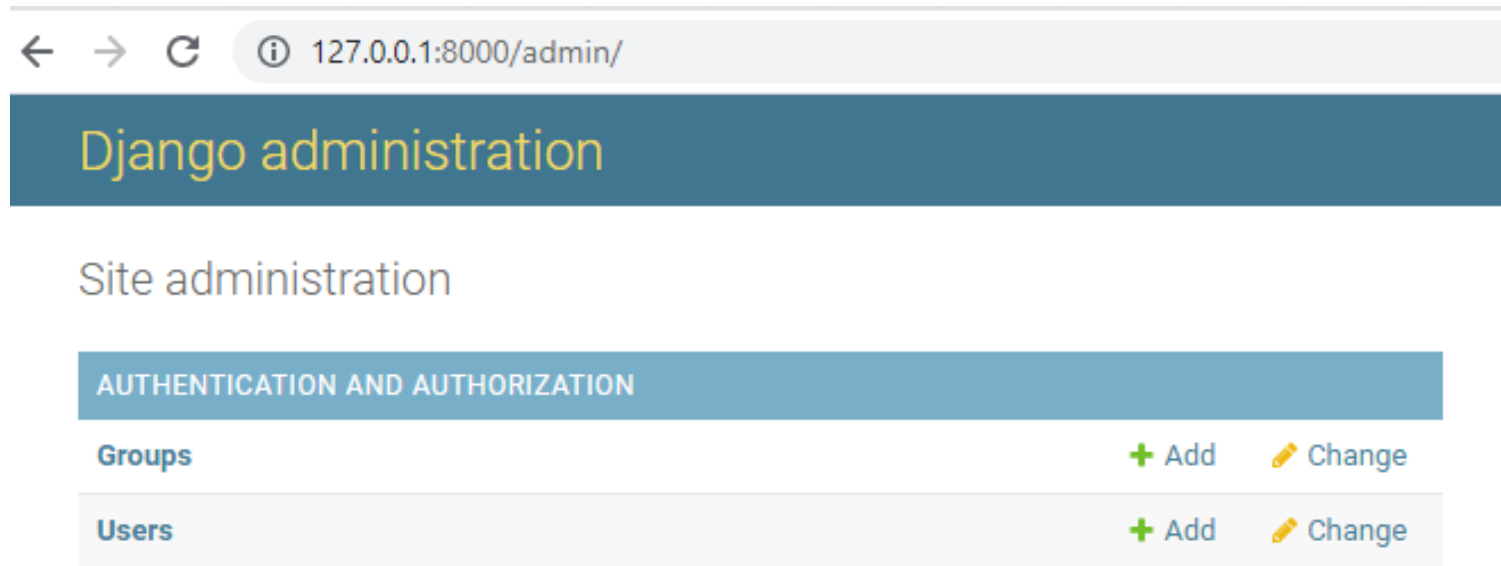 127.0.0.1:8000/admin/
Django administration
Site administration
AUTHENTICATION AND AUTHORIZATION
Groups Add Change
Users Add Change